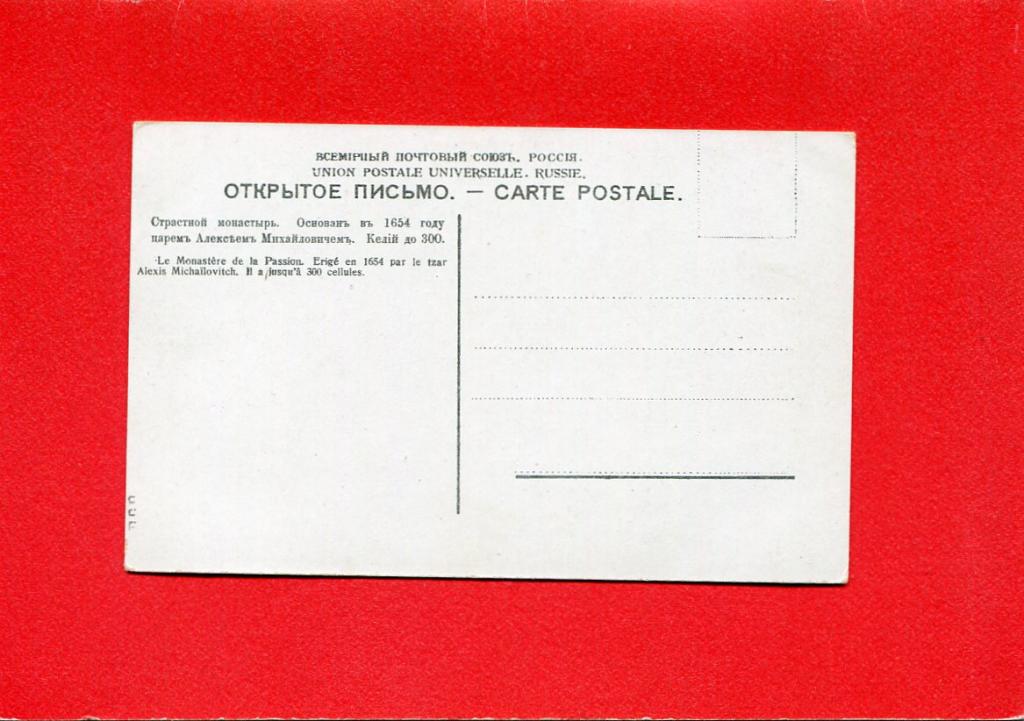 ВСЕМІРНЫЙ ПОЧТОВЫЙ СОЮЗЪ. РОССІЯ.
UNION POSTALE UNIVERSELLE. RUSSIE.
ОТКРЫТОЕ ПИСЬМО. — CARTE POSTALE.
Страстной монастырь. Основанъ въ 1654 году
царемъ Алексѣемъ Михайловичемъ. Келій до 300.
Le Monastère de la Passion. Erigé en 1654 par le tzar
Alexis Michaïlovitch. Il a jusqu'à 300 cellules.